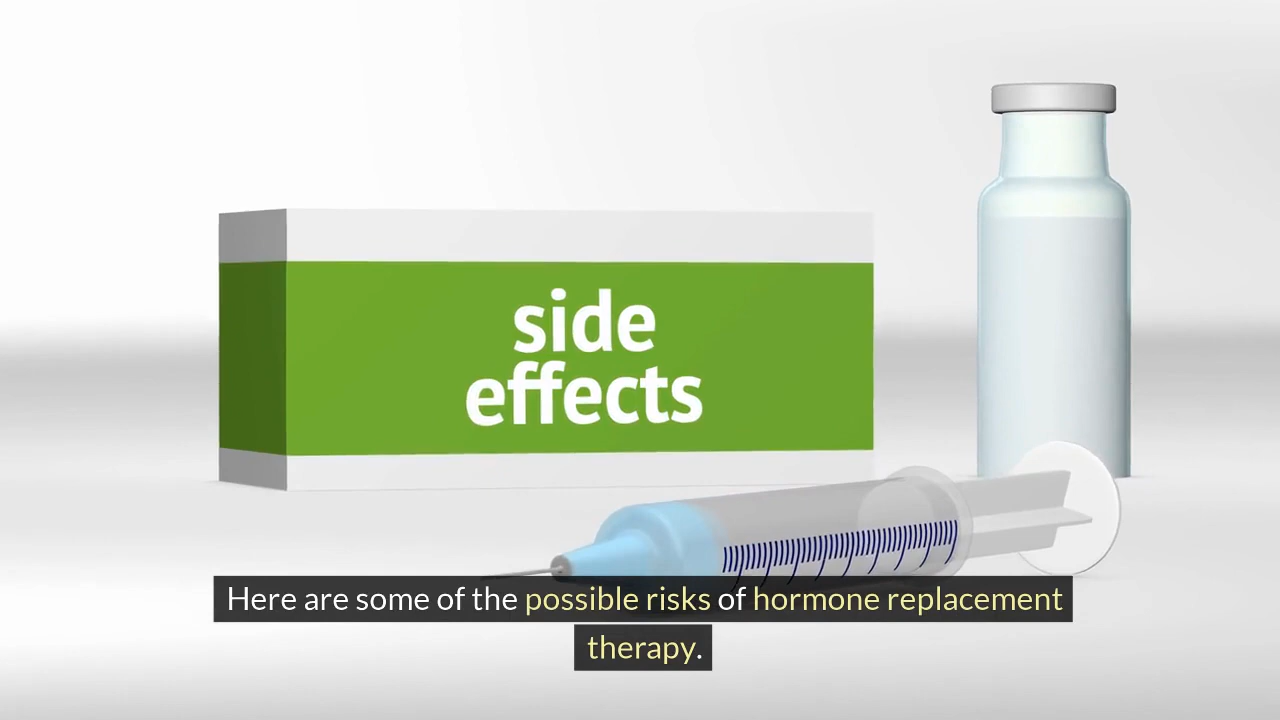 side
effects
Here are some of the possible risks of hormone replacement
therapy.